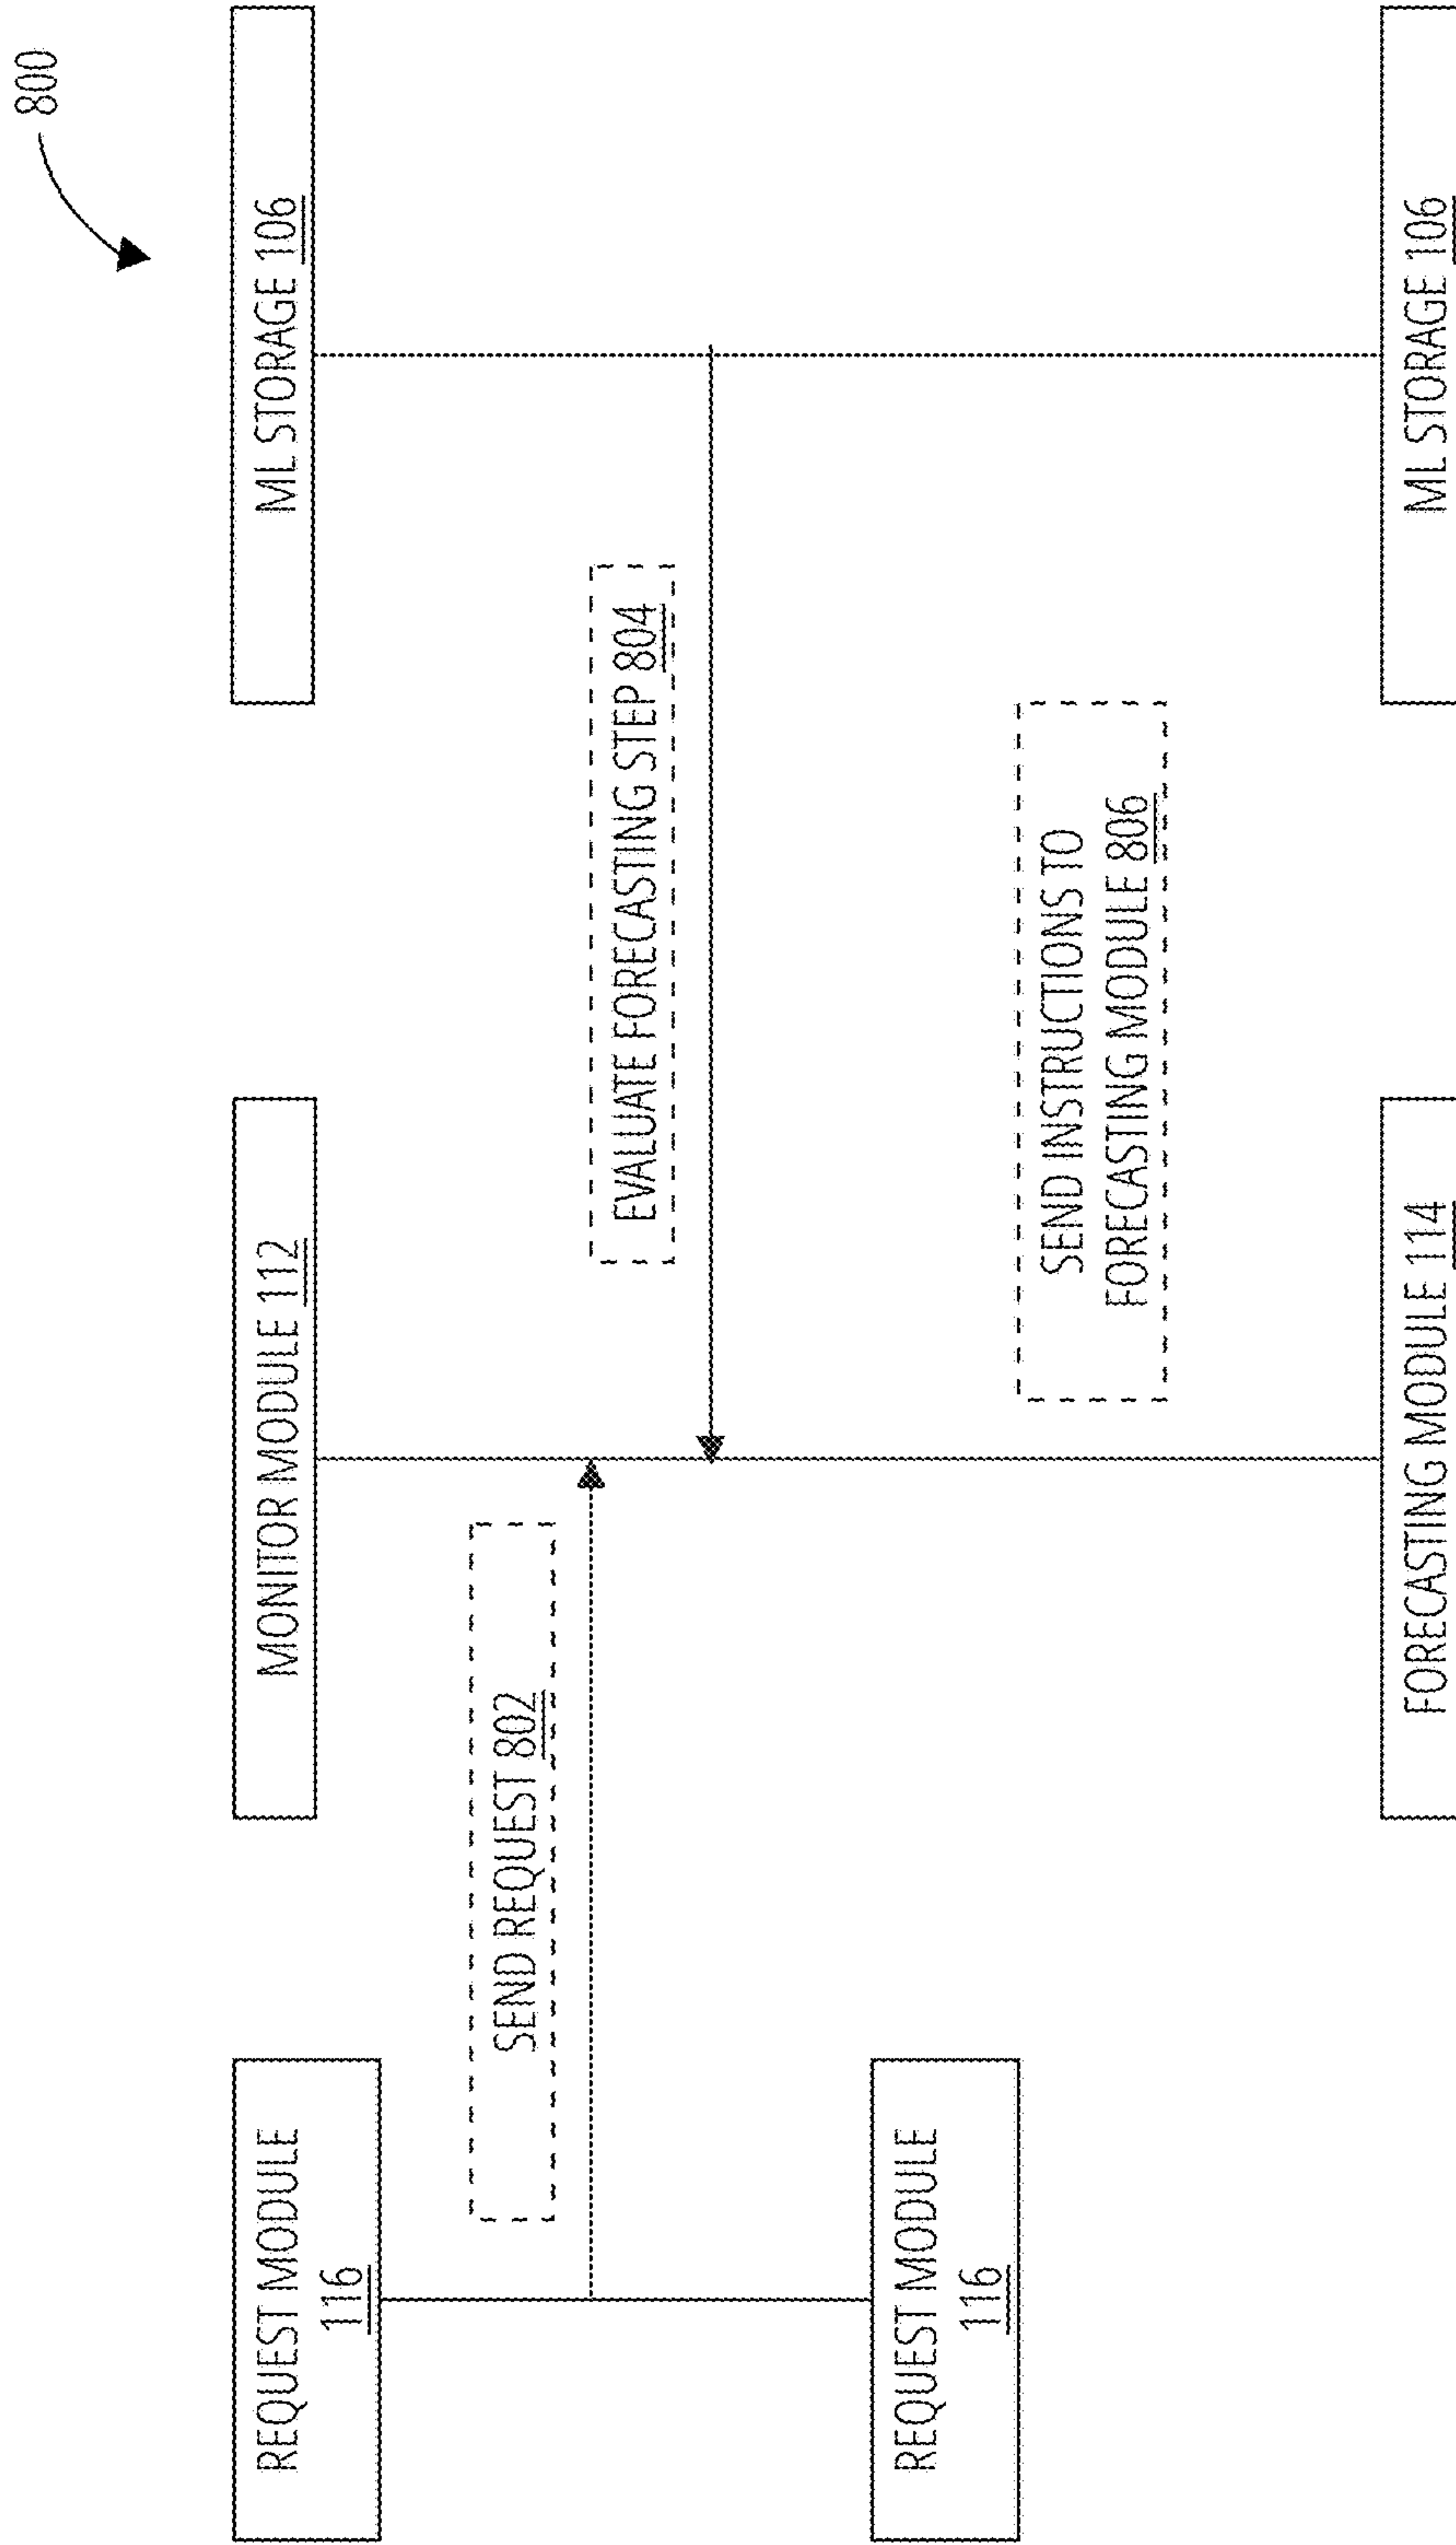 800
REQUEST MODULE
116
MONITOR MODULE 112
ML STORAGE 106
SEND REQUEST 802
EVALUATE FORECASTING STEP 804
REQUEST MODULE
116
SEND INSTRUCTIONS TO
FORECASTING MODULE 806
FORECASTING MODULE 114
ML STORAGE 106